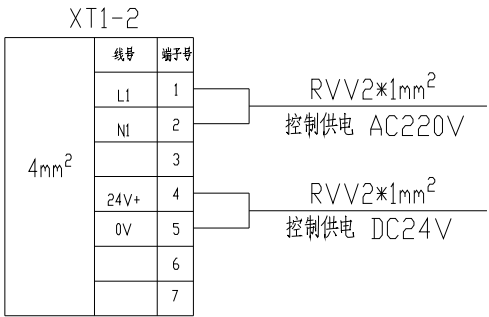 XT1-2
线号 端子号
L1 1
RVV2*1mm²
N1 2
控制供电 AC220V
3
4mm²
24V+ 4
RVV2*1mm²
0V 5
控制供电 DC24V
6
7